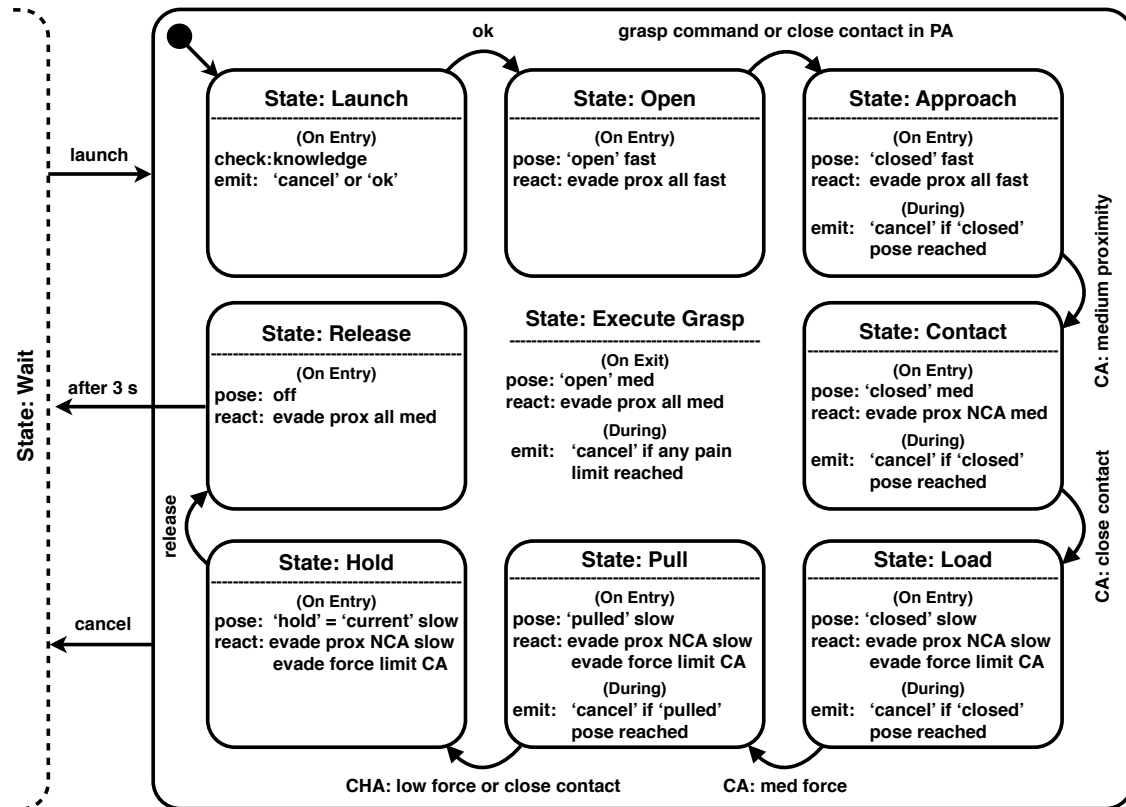 ok
grasp command or close contact in PA
State: Launch
(On Entry)
check:knowledge
emit: ‘cancel’ or ‘ok’
State: Open
(On Entry)
pose: ‘open’ fast
react: evade prox all fast
State: Approach
(On Entry)
pose: ‘closed’ fast
react: evade prox all fast
(During)
emit: ‘cancel’ if ‘closed’
pose reached
launch
CA: medium proximity
State: Wait
after 3 s
State: Release
(On Entry)
pose: off
react: evade prox all med
State: Execute Grasp
(On Exit)
pose: ‘open’ med
react: evade prox all med
(During)
emit: ‘cancel’ if any pain
limit reached
State: Contact
(On Entry)
pose: ‘closed’ med
react: evade prox NCA med
(During)
emit: ‘cancel’ if ‘closed’
pose reached
release
CA: close contact
cancel
State: Hold
(On Entry)
pose: ‘hold’ = ‘current’ slow
react: evade prox NCA slow
evade force limit CA
State: Pull
(On Entry)
pose: ‘pulled’ slow
react: evade prox NCA slow
evade force limit CA
(During)
emit: ‘cancel’ if ‘pulled’
pose reached
State: Load
(On Entry)
pose: ‘closed’ slow
react: evade prox NCA slow
evade force limit CA
(During)
emit: ‘cancel’ if ‘closed’
pose reached
CHA: low force or close contact
CA: med force